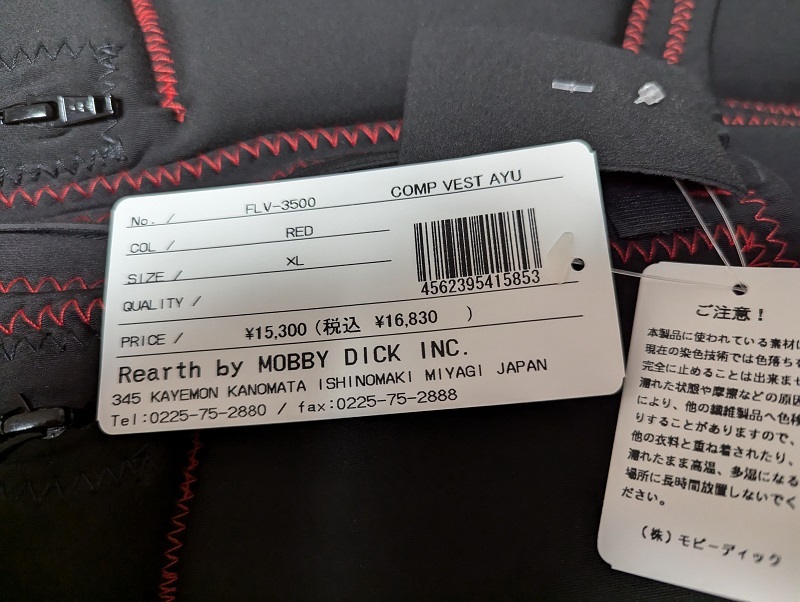 No. / FLV-3500 COMP VEST AYU
COL / RED
SIZE / XL
QUALITY /
4562395415853
PRICE / ¥15,300 (税込 ¥16,830 )
Rearth by MOBBY DICK INC.
345 KAYEMON KANOMATA ISHINOMAKI MIYAGI JAPAN
Tel:0225-75-2880 / fax:0225-75-2888
ご注意！
本製品に使われている素材
現在の染色技術では色落ち
完全に止めることは出来ませ
濡れた状態や摩擦などの原因
により、他の繊維製品へ色移
りすることがありますので、
他の衣料と重ね着されたり、
濡れたまま高温、多湿になる
場所に長時間放置しないでく
ださい。
（株）モビーディック